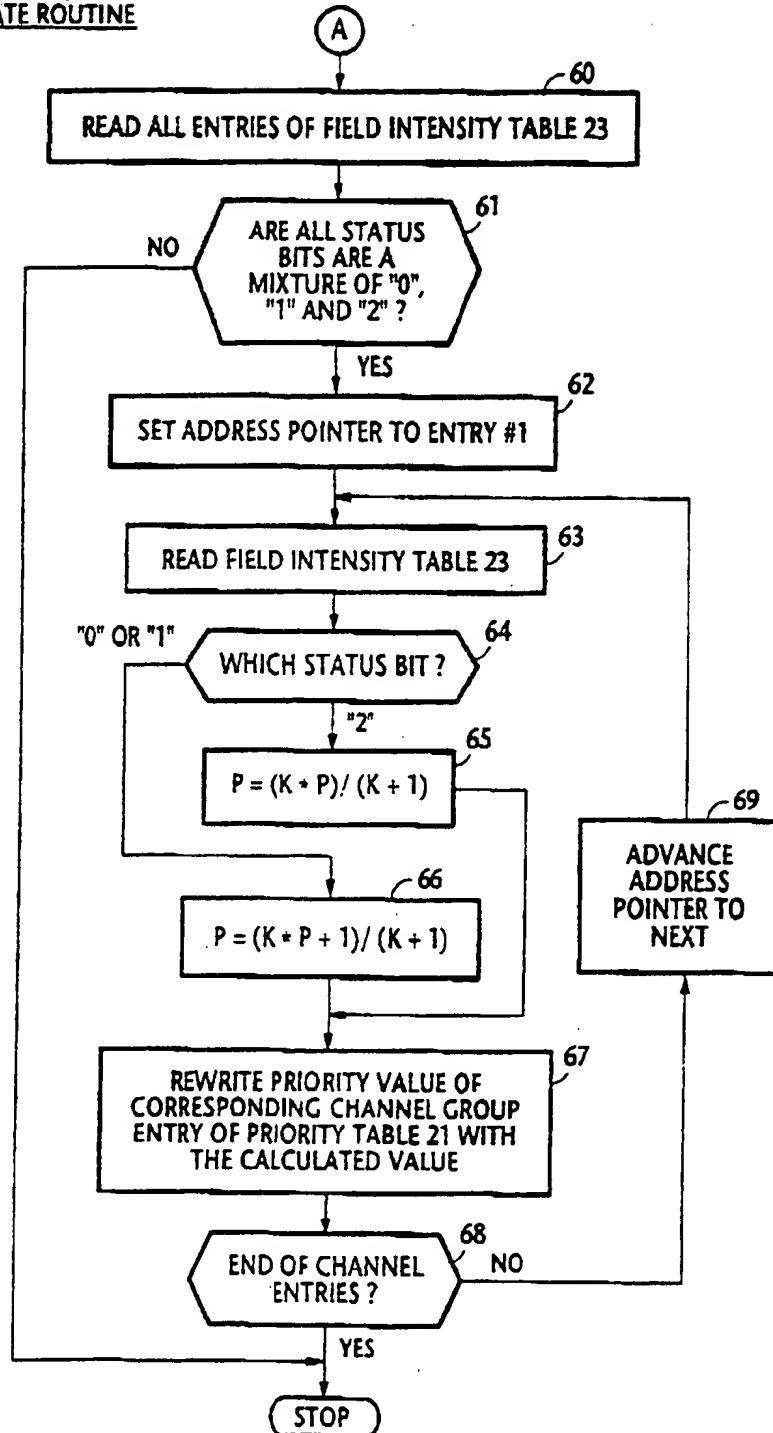 ATE ROUTINE
A
60
READ ALL ENTRIES OF FIELD INTENSITY TABLE 23
61
NO
ARE ALL STATUS
BITS ARE A
MIXTURE OF "0",
"1" AND "2" ?
YES
62
SET ADDRESS POINTER TO ENTRY #1
63
READ FIELD INTENSITY TABLE 23
"0" OR "1"
64
WHICH STATUS BIT ?
"2"
65
P = (K * P) / (K + 1)
69
ADVANCE
ADDRESS
POINTER TO
NEXT
66
P = (K * P + 1) / (K + 1)
67
REWRITE PRIORITY VALUE OF
CORRESPONDING CHANNEL GROUP
ENTRY OF PRIORITY TABLE 21 WITH
THE CALCULATED VALUE
68
END OF CHANNEL
ENTRIES ?
NO
YES
STOP